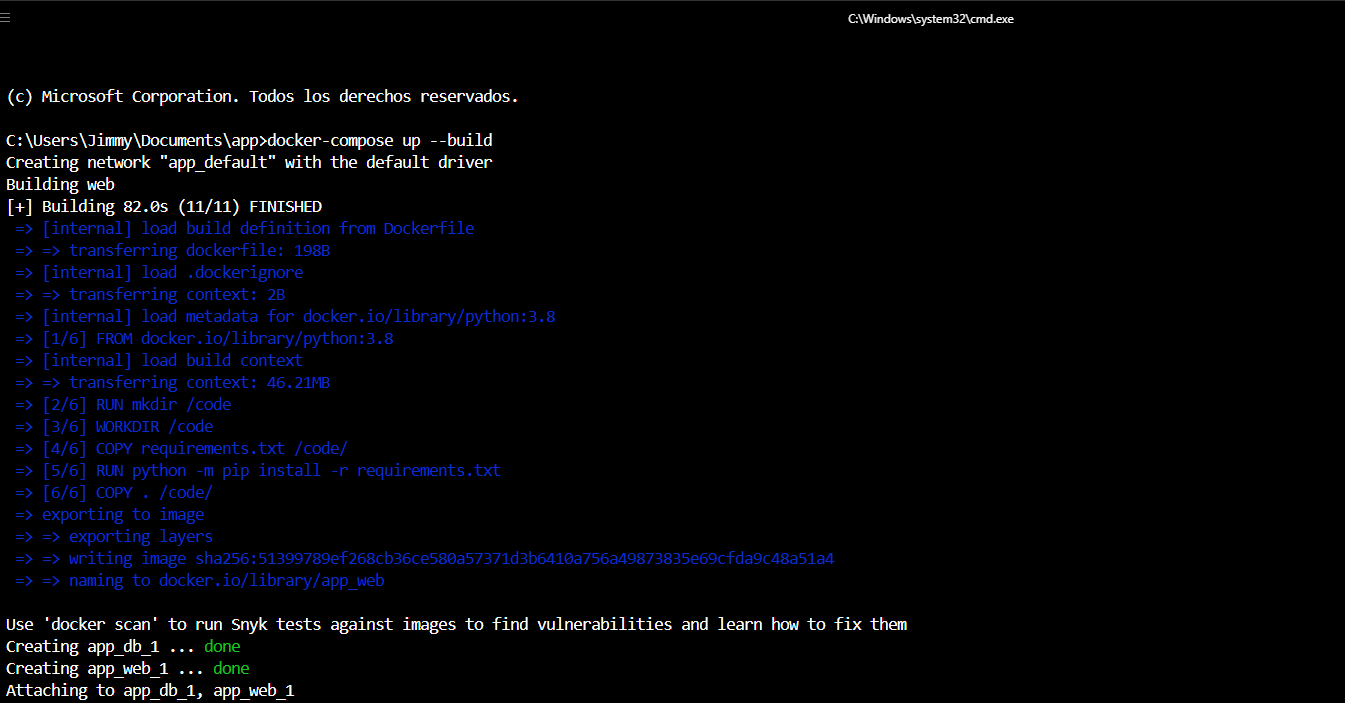 C:\Windows\system32\cmd.exe
(c) Microsoft Corporation. Todos los derechos reservados.
C:\Users\Jimmy\Documents\app>docker-compose up --build
Creating network "app_default" with the default driver
Building web
[+] Building 82.0s (11/11) FINISHED
=> [internal] load build definition from Dockerfile
=> => transferring dockerfile: 198B
=> [internal] load .dockerignore
=> => transferring context: 2B
=> [internal] load metadata for docker.io/library/python:3.8
=> [1/6] FROM docker.io/library/python:3.8
=> [internal] load build context
=> => transferring context: 46.21MB
=> [2/6] RUN mkdir /code
=> [3/6] WORKDIR /code
=> [4/6] COPY requirements.txt /code/
=> [5/6] RUN python -m pip install -r requirements.txt
=> [6/6] COPY . /code/
=> exporting to image
=> => exporting layers
=> => writing image sha256:51399789ef268cb36ce580a57371d3b6410a756a49873835e69cfda9c48a51a4
=> => naming to docker.io/library/app_web
Use 'docker scan' to run Snyk tests against images to find vulnerabilities and learn how to fix them
Creating app_db_1 ... done
Creating app_web_1 ... done
Attaching to app_db_1, app_web_1